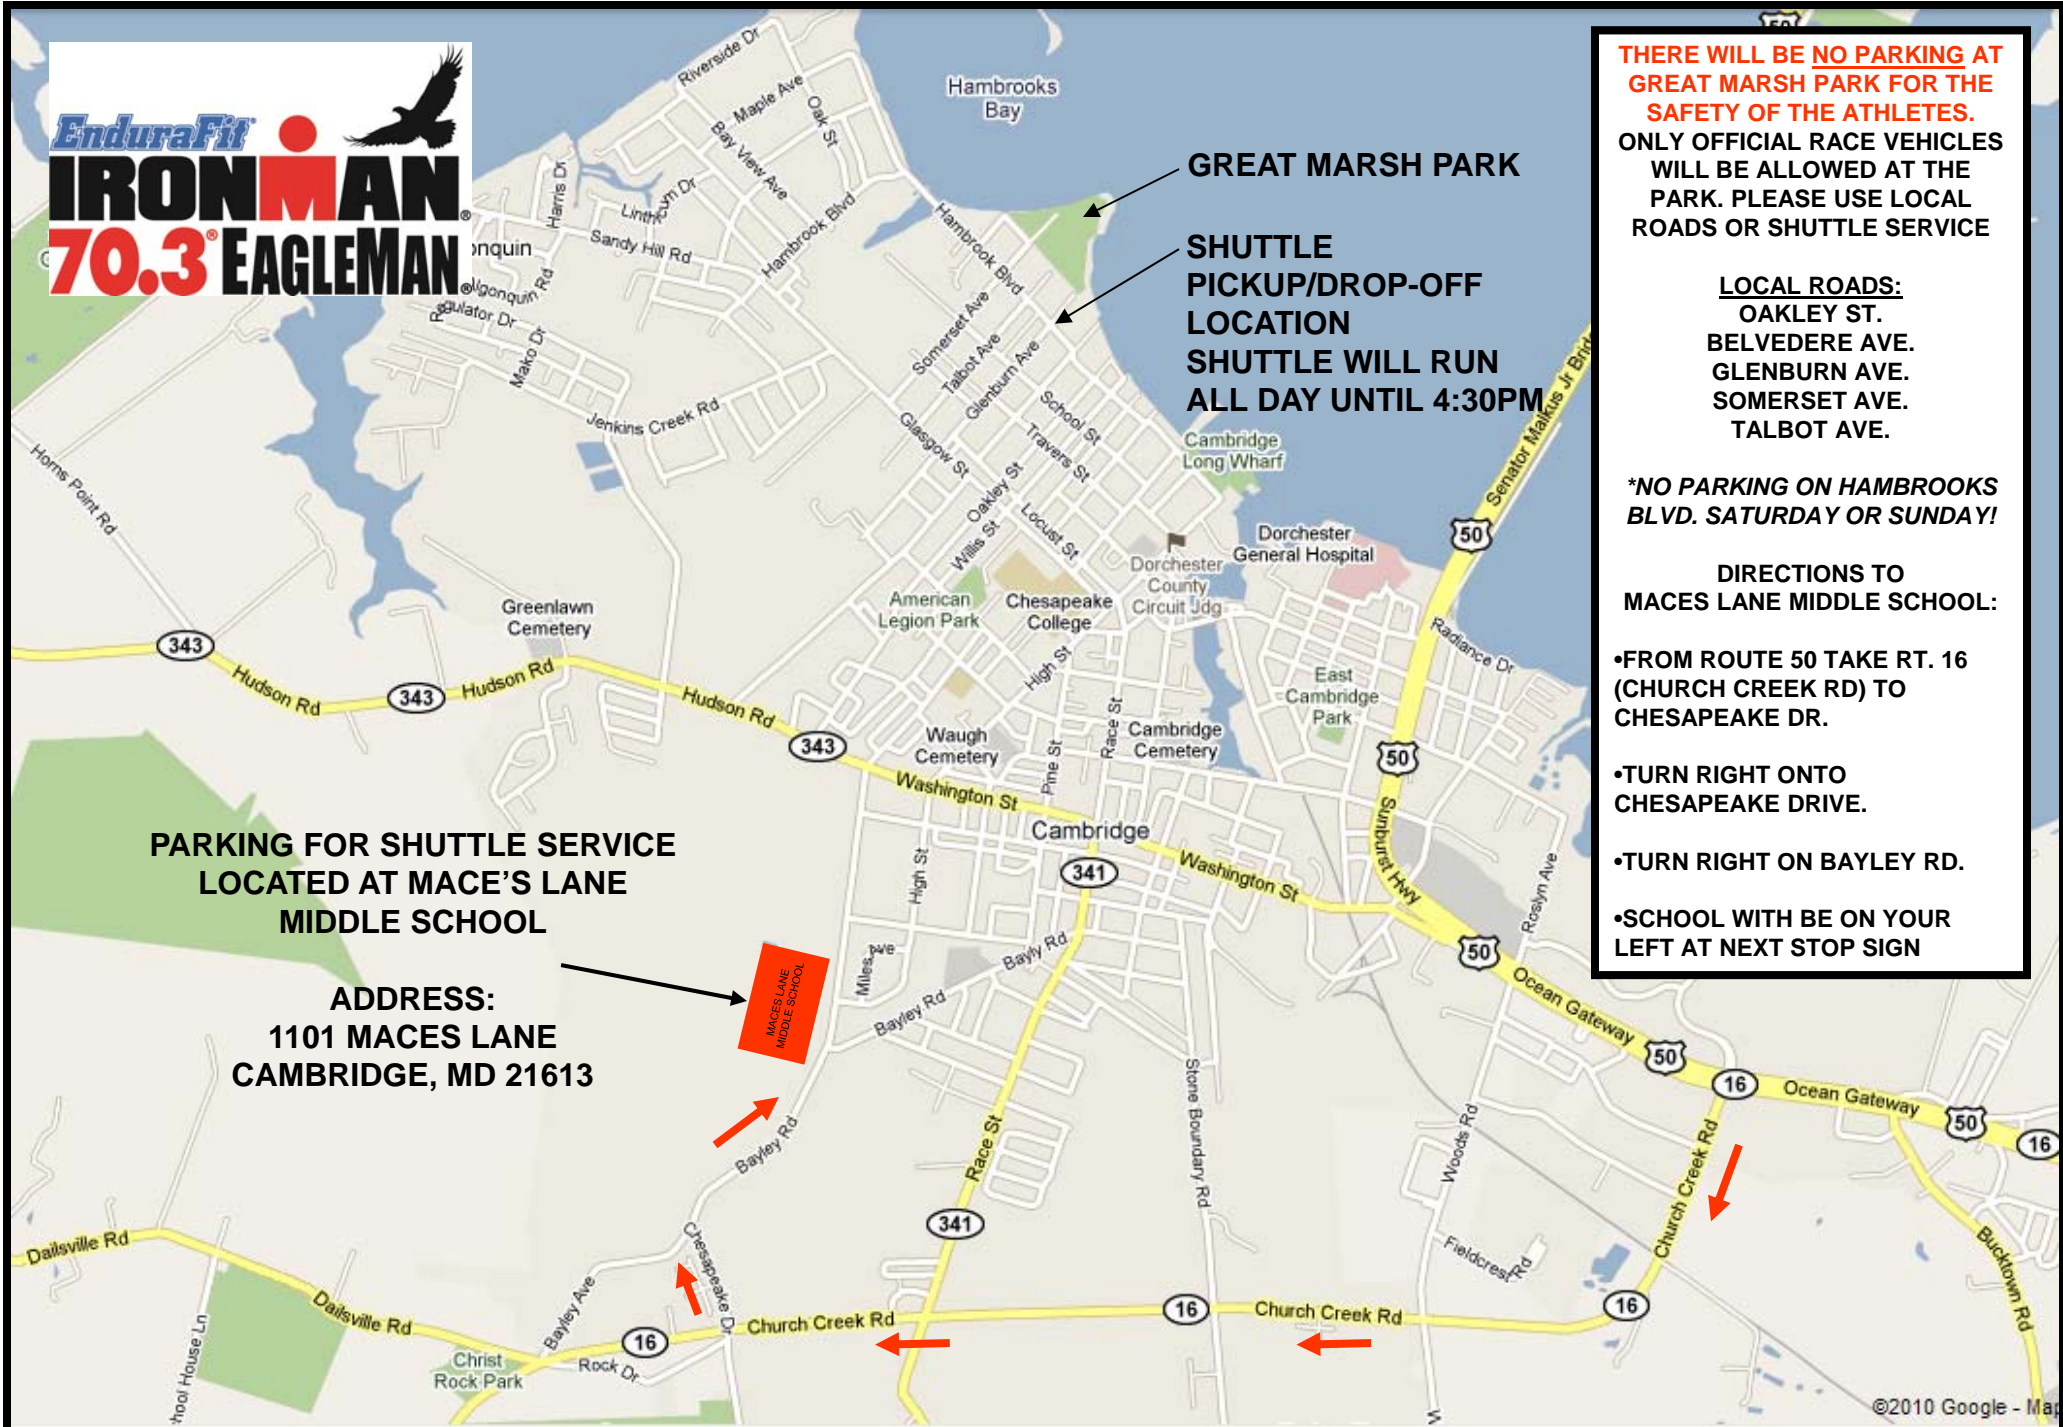 EnduraFit
IRONMAN®
70.3® EAGLEMAN®
THERE WILL BE NO PARKING AT
GREAT MARSH PARK FOR THE
SAFETY OF THE ATHLETES.
ONLY OFFICIAL RACE VEHICLES
WILL BE ALLOWED AT THE
PARK. PLEASE USE LOCAL
ROADS OR SHUTTLE SERVICE
LOCAL ROADS:
OAKLEY ST.
BELVEDERE AVE.
GLENBURN AVE.
SOMERSET AVE.
TALBOT AVE.
*NO PARKING ON HAMBROOKS
BLVD. SATURDAY OR SUNDAY!
DIRECTIONS TO
MACES LANE MIDDLE SCHOOL:
•FROM ROUTE 50 TAKE RT. 16
(CHURCH CREEK RD) TO
CHESAPEAKE DR.
•TURN RIGHT ONTO
CHESAPEAKE DRIVE.
•TURN RIGHT ON BAYLEY RD.
•SCHOOL WITH BE ON YOUR
LEFT AT NEXT STOP SIGN
GREAT MARSH PARK
SHUTTLE
PICKUP/DROP-OFF
LOCATION
SHUTTLE WILL RUN
ALL DAY UNTIL 4:30PM
PARKING FOR SHUTTLE SERVICE
LOCATED AT MACE'S LANE
MIDDLE SCHOOL
ADDRESS:
1101 MACES LANE
CAMBRIDGE, MD 21613
MACES LANE
MIDDLE SCHOOL
Hambrooks
Bay
Riverside Dr
Maple Ave
Oak St
Bay View Ave
Harris Dr
Sandy Hill Rd
Hambrook Blvd
Hambrook Blvd
Algonquin Rd
Regulator Dr
Mako Dr
Jenkins Creek Rd
Horns Point Rd
Somerset Ave
Talbot Ave
Glenburn Ave
School St
Travers St
Glasgow St
Oakley St
Locust St
Willis St
Cambridge
Long Wharf
Senator Malkus Jr Bridge
50
50
Dorchester
General Hospital
Dorchester
County
Circuit Jdg
American
Legion Park
Chesapeake
College
Greenlawn
Cemetery
343
Hudson Rd
343
Hudson Rd
Hudson Rd
343
High St
Race St
Pine St
Waugh
Cemetery
Cambridge
Cemetery
East
Cambridge
Park
Radiance Dr
50
Sunburst Hwy
Washington St
Cambridge
341
Washington St
High St
Miles Ave
Bayly Rd
Bayley Rd
Roslyn Ave
50
Ocean Gateway
50
16
Ocean Gateway
50
16
Stone Boundary Rd
Woods Rd
Church Creek Rd
Bayley Rd
Race St
341
Fieldcrest Rd
Bucktown Rd
Chesapeake Dr
Dailsville Rd
Dailsville Rd
Bayley Ave
16
Church Creek Rd
16
Church Creek Rd
16
Christ
Rock Park
Rock Dr
©2010 Google - Map